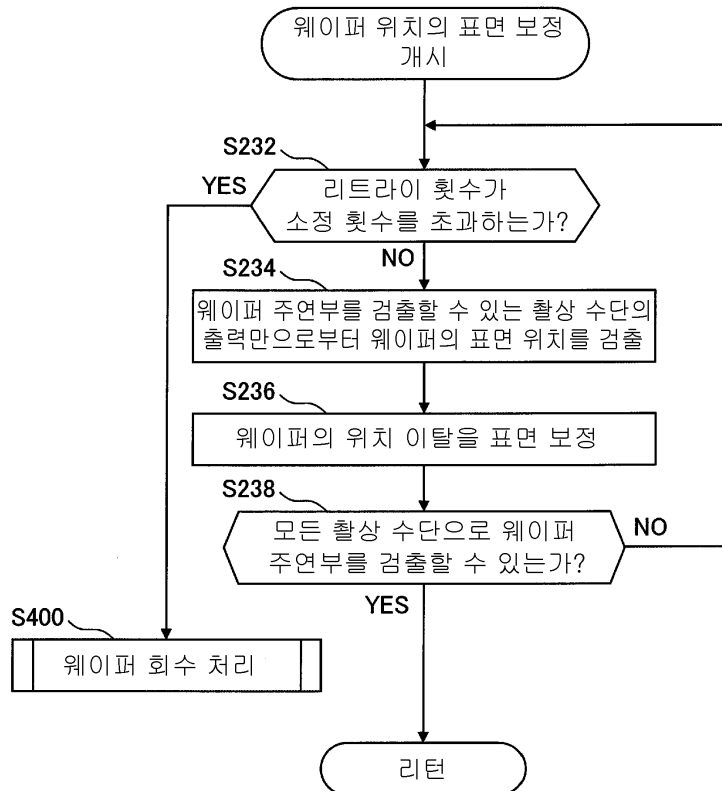 웨이퍼 위치의 표면 보정
개시
S232
YES
리트라이 횟수가
소정 횟수를 초과하는가?
NO
S234
웨이퍼 주연부를 검출할 수 있는 촬상 수단의
출력만으로부터 웨이퍼의 표면 위치를 검출
S236
웨이퍼의 위치 이탈을 표면 보정
S238
모든 촬상 수단으로 웨이퍼
주연부를 검출할 수 있는가?
NO
YES
S400
웨이퍼 회수 처리
리턴